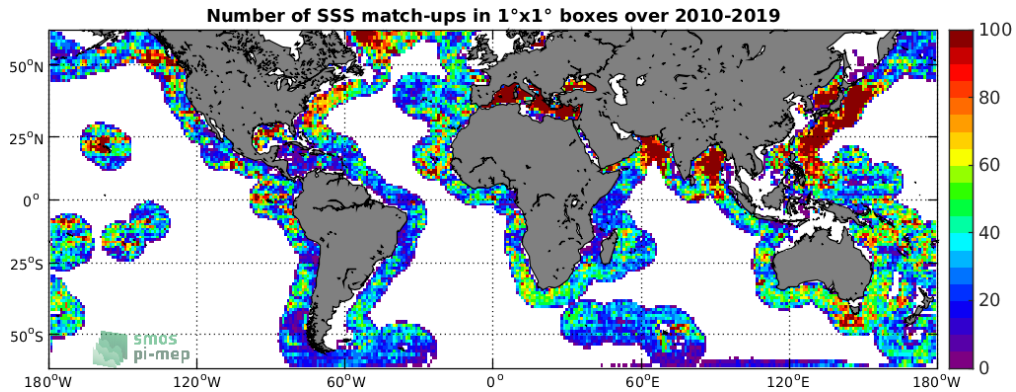 Number of SSS match-ups in 1°x1° boxes over 2010-2019
100
50°N
80
25°N
60
0°
40
25°S
20
50°S
smos
pi-mep
0
180°W 120°W 60°W 0° 60°E 120°E 180°W